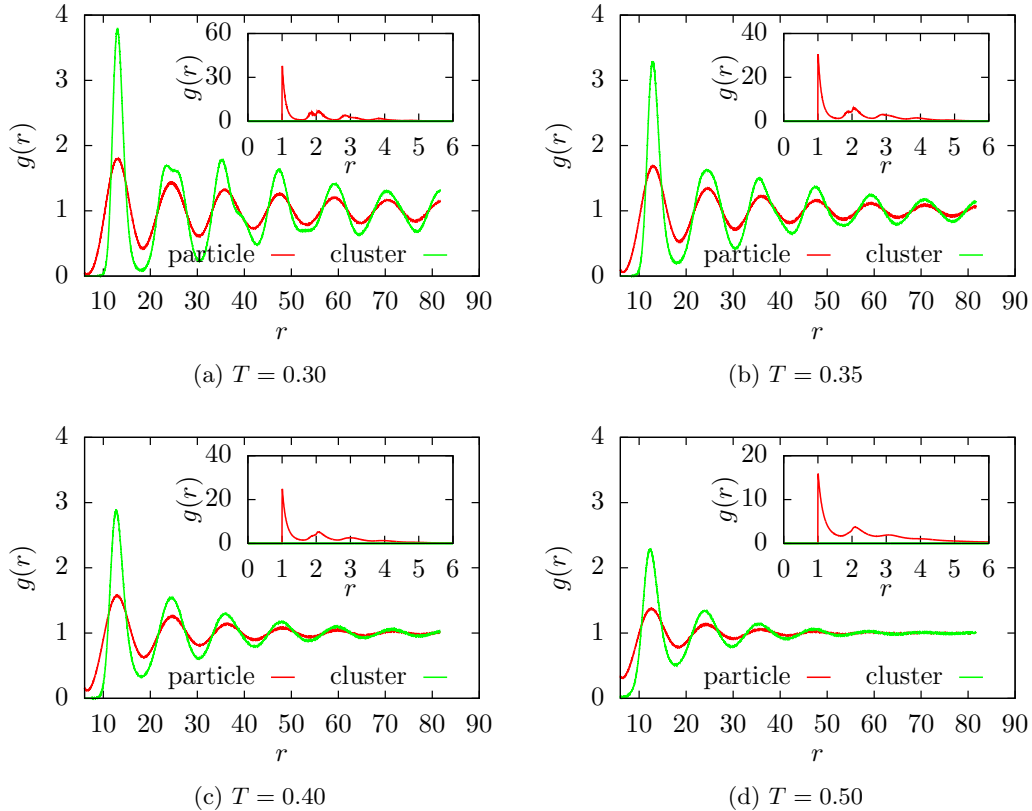 4
3
2
1
0
g(r)
10 20 30 40 50 60 70 80 90
r
particle
cluster
60
30
0
g(r)
0 1 2 3 4 5 6
r
(a) T = 0.30
4
3
2
1
0
g(r)
10 20 30 40 50 60 70 80 90
r
particle
cluster
40
20
0
g(r)
0 1 2 3 4 5 6
r
(b) T = 0.35
4
3
2
1
0
g(r)
10 20 30 40 50 60 70 80 90
r
particle
cluster
40
20
0
g(r)
0 1 2 3 4 5 6
r
(c) T = 0.40
4
3
2
1
0
g(r)
10 20 30 40 50 60 70 80 90
r
particle
cluster
20
10
0
g(r)
0 1 2 3 4 5 6
r
(d) T = 0.50